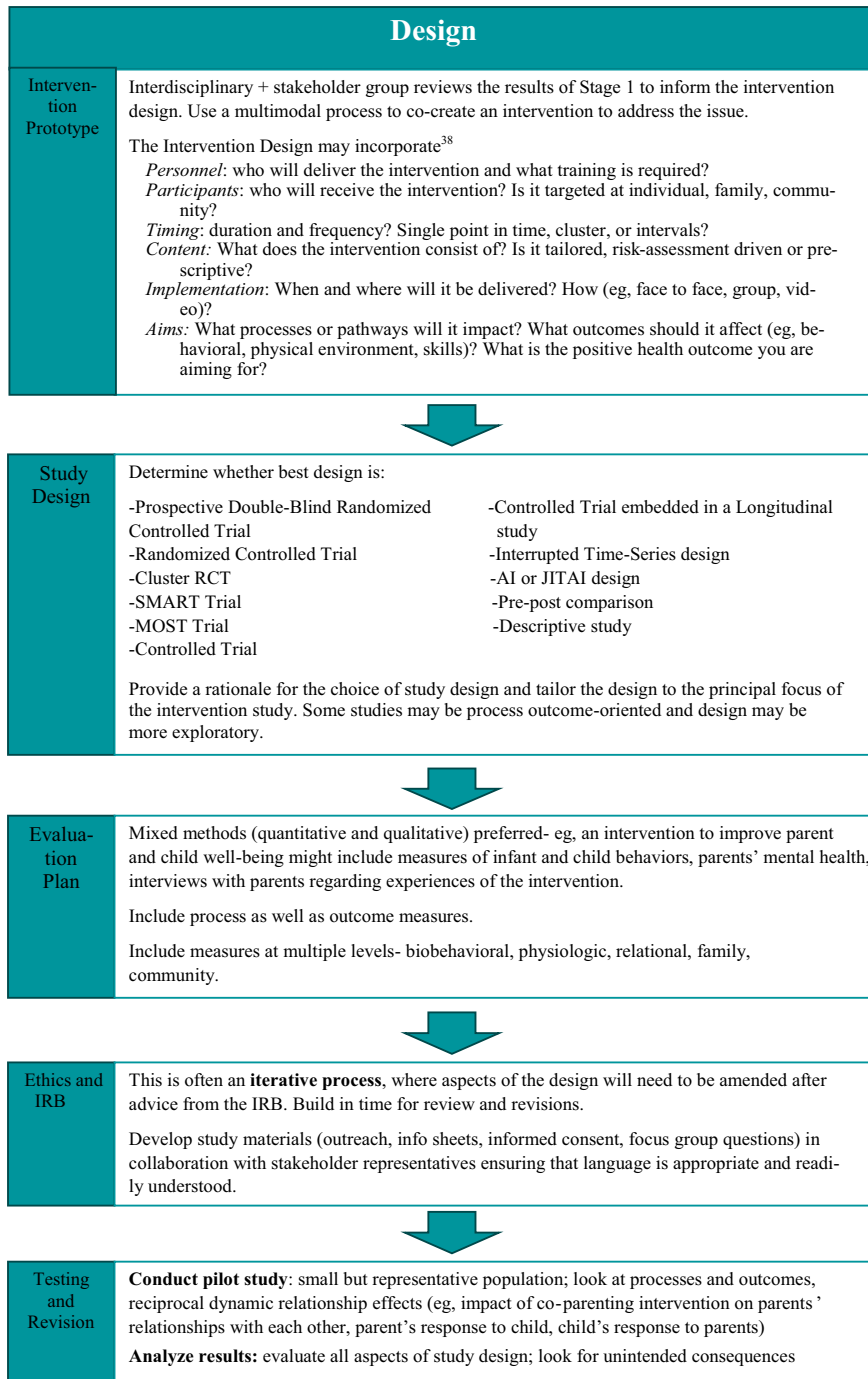 Design
Interven-
tion
Prototype
Interdisciplinary + stakeholder group reviews the results of Stage 1 to inform the intervention
design. Use a multimodal process to co-create an intervention to address the issue.
The Intervention Design may incorporate38
Personnel: who will deliver the intervention and what training is required?
Participants: who will receive the intervention? Is it targeted at individual, family, commu-
nity?
Timing: duration and frequency? Single point in time, cluster, or intervals?
Content: What does the intervention consist of? Is it tailored, risk-assessment driven or pre-
scriptive?
Implementation: When and where will it be delivered? How (eg, face to face, group, vid-
eo)?
Aims: What processes or pathways will it impact? What outcomes should it affect (eg, be-
havioral, physical environment, skills)? What is the positive health outcome you are
aiming for?
Study
Design
Determine whether best design is:
-Prospective Double-Blind Randomized
Controlled Trial
-Randomized Controlled Trial
-Cluster RCT
-SMART Trial
-MOST Trial
-Controlled Trial
-Controlled Trial embedded in a Longitudinal
study
-Interrupted Time-Series design
-AI or JITAI design
-Pre-post comparison
-Descriptive study
Provide a rationale for the choice of study design and tailor the design to the principal focus of
the intervention study. Some studies may be process outcome-oriented and design may be
more exploratory.
Evalua-
tion
Plan
Mixed methods (quantitative and qualitative) preferred- eg, an intervention to improve parent
and child well-being might include measures of infant and child behaviors, parents’ mental health,
interviews with parents regarding experiences of the intervention.
Include process as well as outcome measures.
Include measures at multiple levels- biobehavioral, physiologic, relational, family,
community.
Ethics and
IRB
This is often an iterative process, where aspects of the design will need to be amended after
advice from the IRB. Build in time for review and revisions.
Develop study materials (outreach, info sheets, informed consent, focus group questions) in
collaboration with stakeholder representatives ensuring that language is appropriate and readi-
ly understood.
Testing
and
Revision
Conduct pilot study: small but representative population; look at processes and outcomes,
reciprocal dynamic relationship effects (eg, impact of co-parenting intervention on parents’
relationships with each other, parent’s response to child, child’s response to parents)
Analyze results: evaluate all aspects of study design; look for unintended consequences